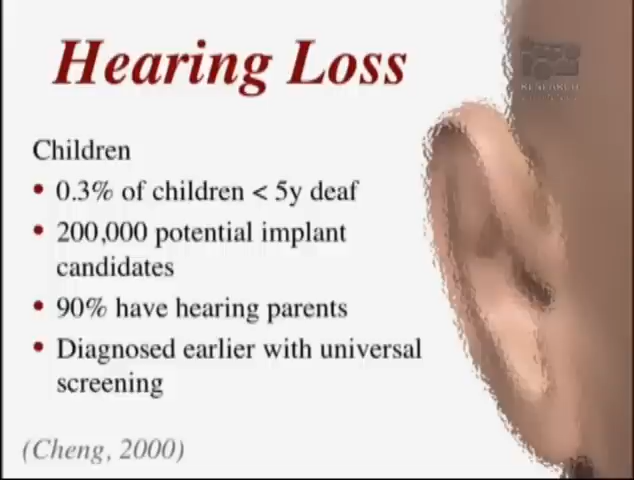 Hearing Loss
Children
• 0.3% of children < 5y deaf
• 200,000 potential implant
candidates
• 90% have hearing parents
• Diagnosed earlier with universal
screening
(Cheng, 2000)
RESEARCH